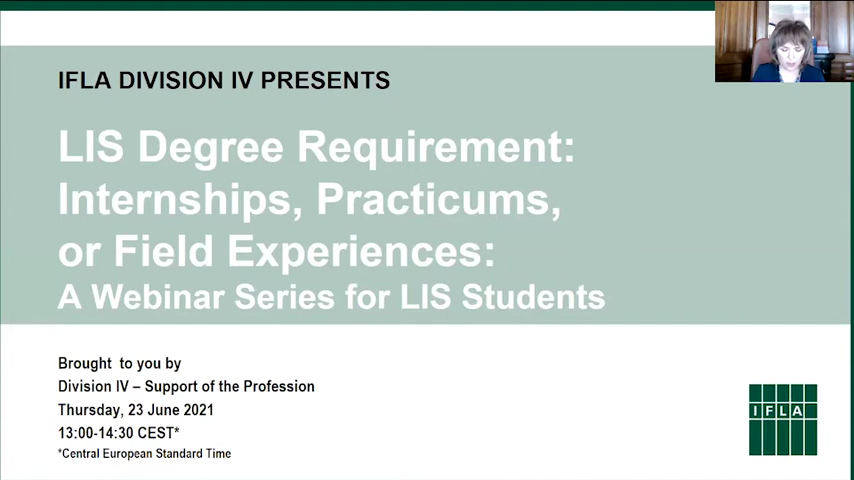 IFLA DIVISION IV PRESENTS
LIS Degree Requirement:
Internships, Practicums,
or Field Experiences:
A Webinar Series for LIS Students
Brought to you by
Division IV – Support of the Profession
Thursday, 23 June 2021
13:00-14:30 CEST*
*Central European Standard Time
IFLA